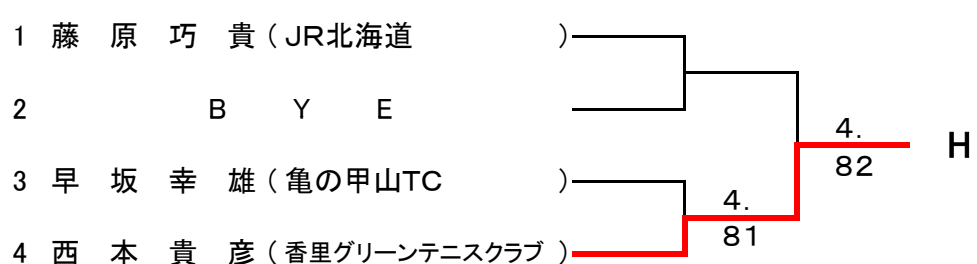 1 藤 原 巧 貴 ( JR北海道 )
2 B Y E
4.
H
82
3 早 坂 幸 雄 ( 亀の甲山TC )
4.
81
4 西 本 貴 彦 ( 香里グリーンテニスクラブ )